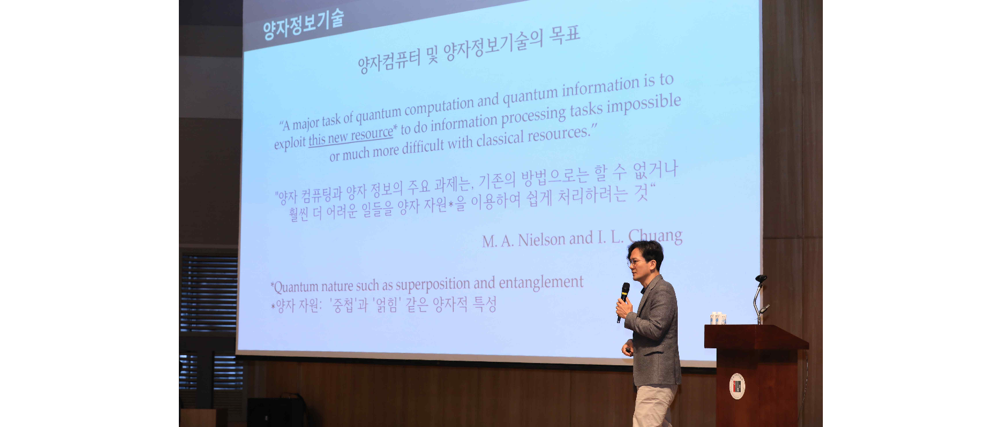 양자정보기술
양자컴퓨터 및 양자정보기술의 목표
“A major task of quantum computation and quantum information is to
exploit this new resource* to do information processing tasks impossible
or much more difficult with classical resources.”
"양자 컴퓨팅과 양자 정보의 주요 과제는, 기존의 방법으로는 할 수 없거나
훨씬 더 어려운 일들을 양자 자원*을 이용하여 쉽게 처리하려는 것“
M. A. Nielson and I. L. Chuang
*Quantum nature such as superposition and entanglement
*양자 자원: '중첩'과 '얽힘' 같은 양자적 특성